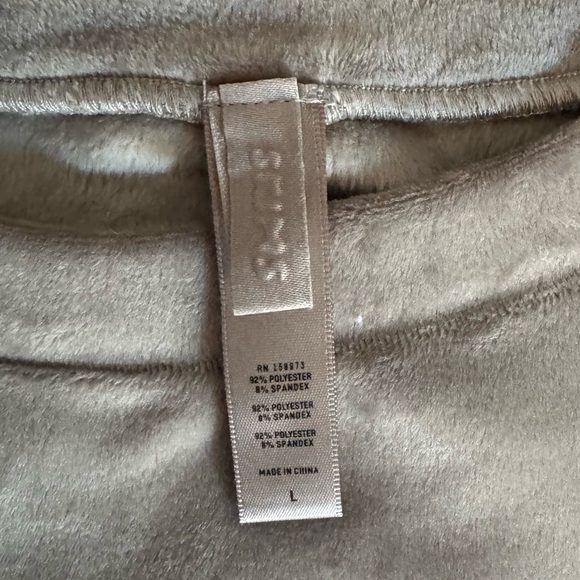 SKIMS
RN 158973
92% POLYESTER
8% SPANDEX
92% POLYESTER
8% SPANDEX
92% POLYESTER
8% SPANDEX
MADE IN CHINA
L